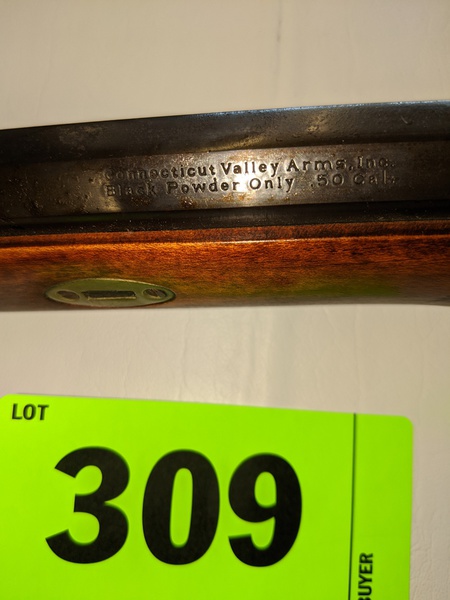 Connecticut Valley Arms, Inc.
Black Powder Only .50 Cal.
LOT
309
BUYER